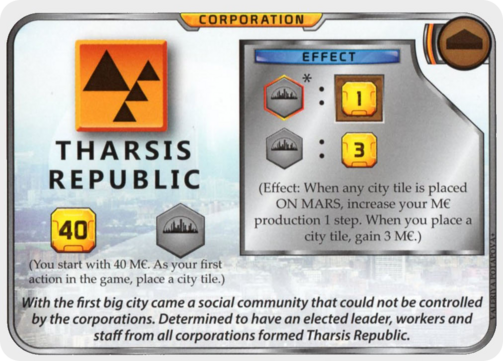 CORPORATION
EFFECT
* : 1
: 3
(Effect: When any city tile is placed
ON MARS, increase your M€
production 1 step. When you place a
city tile, gain 3 M€.)
THARSIS
REPUBLIC
40
(You start with 40 M€. As your first
action in the game, place a city tile.)
With the first big city came a social community that could not be controlled
by the corporations. Determined to have an elected leader, workers and
staff from all corporations formed Tharsis Republic.